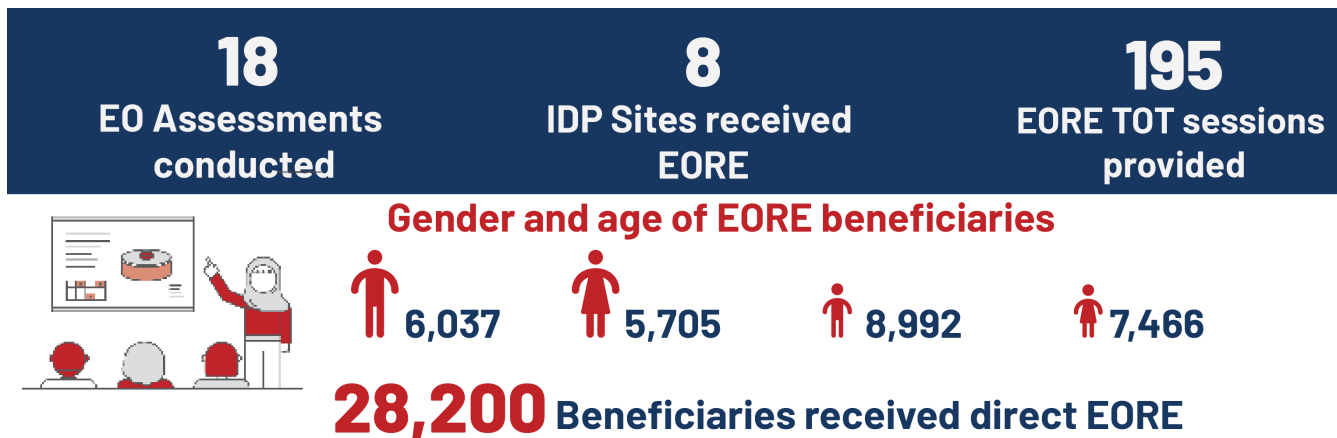 18
EO Assessments
conducted
8
IDP Sites received
EORE
195
EORE TOT sessions
provided
Gender and age of EORE beneficiaries
6,037
5,705
8,992
7,466
28,200 Beneficiaries received direct EORE